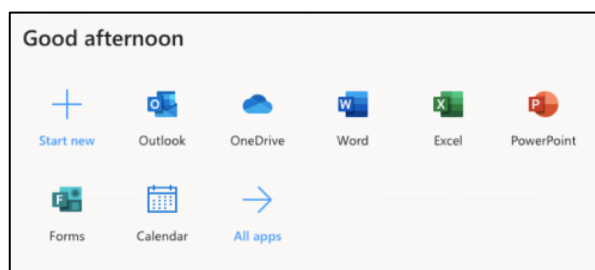 Good afternoon
Start new Outlook OneDrive Word Excel PowerPoint
Forms Calendar All apps